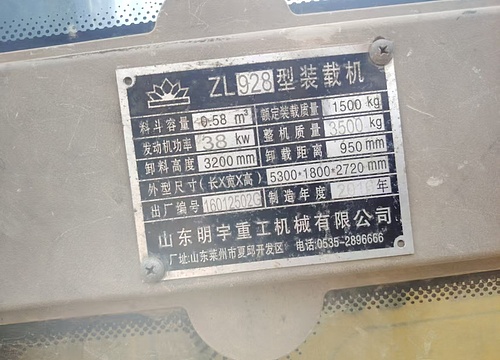 ZL928型装载机
料斗容量 0.58 m³ 额定装载质量 1500 kg
发动机功率 38 kw 整机质量 3500 kg
卸料高度 3200 mm 卸载距离 950 mm
外型尺寸(长X宽X高) 5300·1800·2720 mm
出厂编号 16012502G 制造年度 2016 年
山东明宇重工机械有限公司
厂址:山东莱州市夏邱开发区 电话:0535-2896666